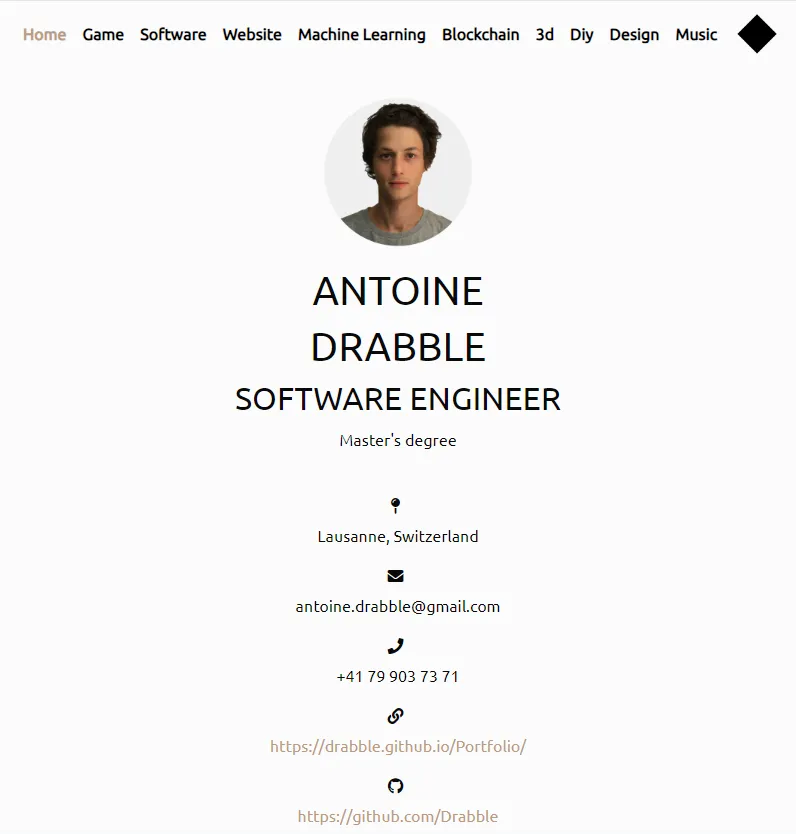 Home Game Software Website Machine Learning Blockchain 3d Diy Design Music
ANTOINE
DRABBLE
SOFTWARE ENGINEER
Master's degree
Lausanne, Switzerland
antoine.drabble@gmail.com
+41 79 903 73 71
https://drabble.github.io/Portfolio/
https://github.com/Drabble